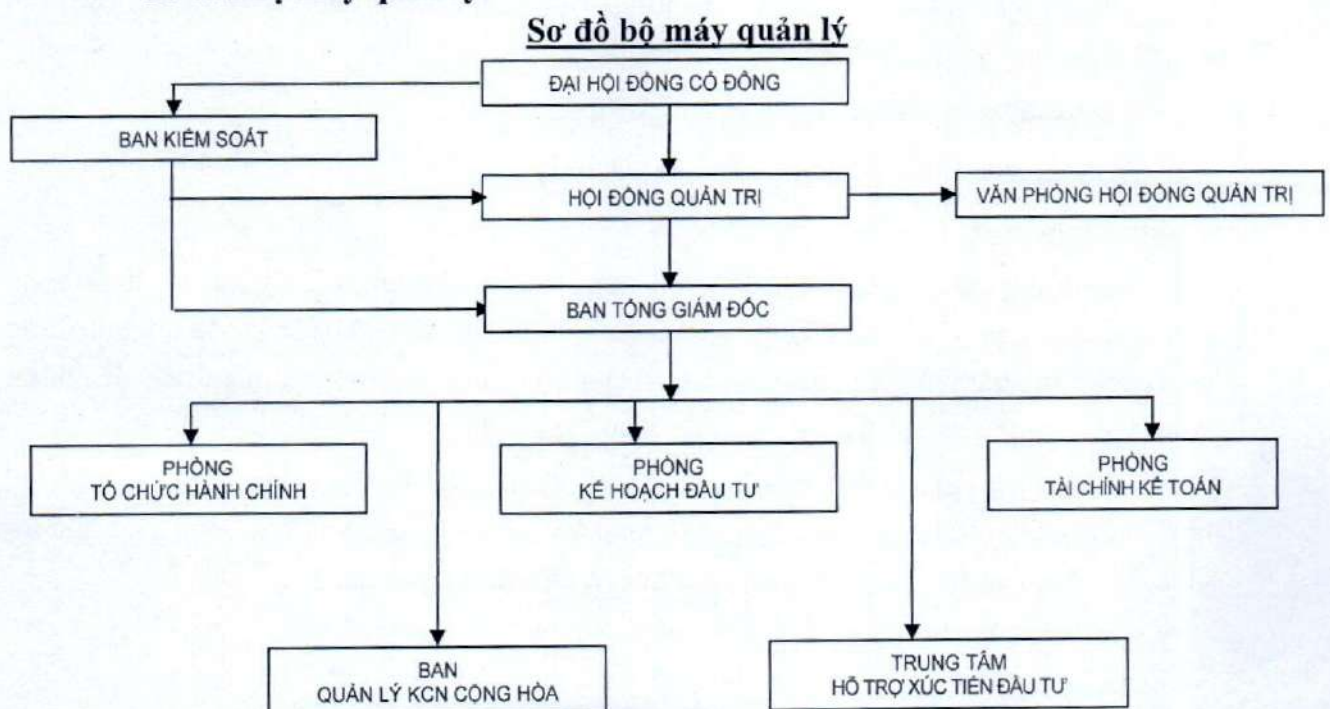 Sơ đồ bộ máy quản lý
ĐẠI HỘI ĐỒNG CỔ ĐÔNG
BAN KIỂM SOÁT
HỘI ĐỒNG QUẢN TRỊ
VĂN PHÒNG HỘI ĐỒNG QUẢN TRỊ
BAN TỔNG GIÁM ĐỐC
PHÒNG
TỔ CHỨC HÀNH CHÍNH
PHÒNG
KẾ HOẠCH ĐẦU TƯ
PHÒNG
TÀI CHÍNH KẾ TOÁN
BAN
QUẢN LÝ KCN CỘNG HÒA
TRUNG TÂM
HỖ TRỢ XÚC TIẾN ĐẦU TƯ